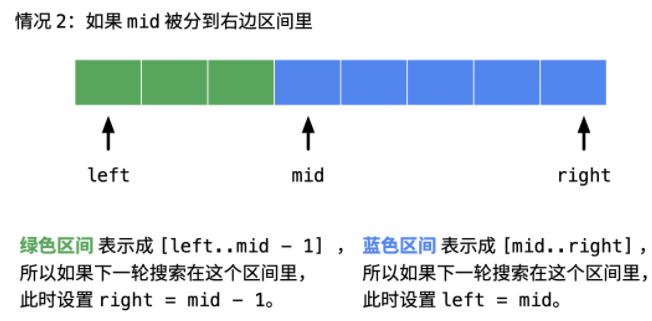 情况 2：如果 mid 被分到右边区间里
left
mid
right
绿色区间 表示成 [left..mid - 1] ，
所以如果下一轮搜索在这个区间里，
此时设置 right = mid - 1。
蓝色区间 表示成 [mid..right] ，
所以如果下一轮搜索在这个区间里，
此时设置 left = mid。